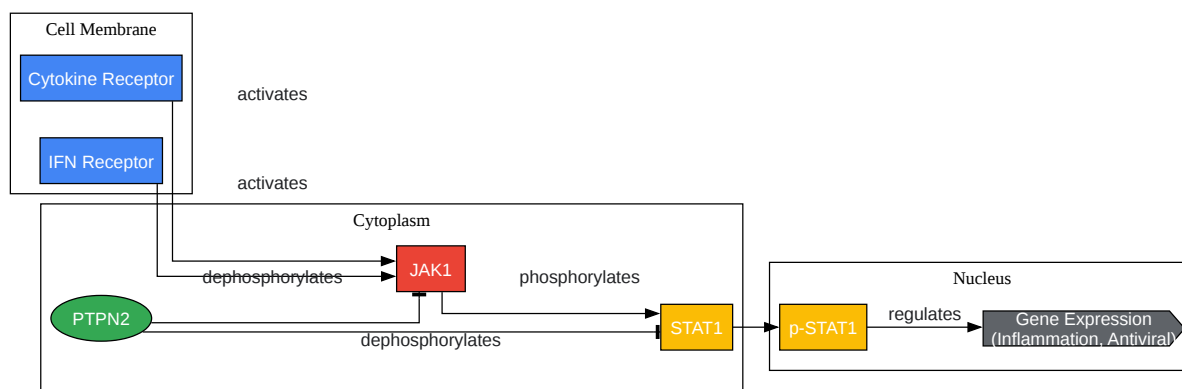 Cell Membrane
Cytokine Receptor
activates
IFN Receptor
activates
Cytoplasm
JAK1
dephosphorylates
phosphorylates
PTPN2
dephosphorylates
STAT1
Nucleus
p-STAT1
regulates
Gene Expression
(Inflammation, Antiviral)